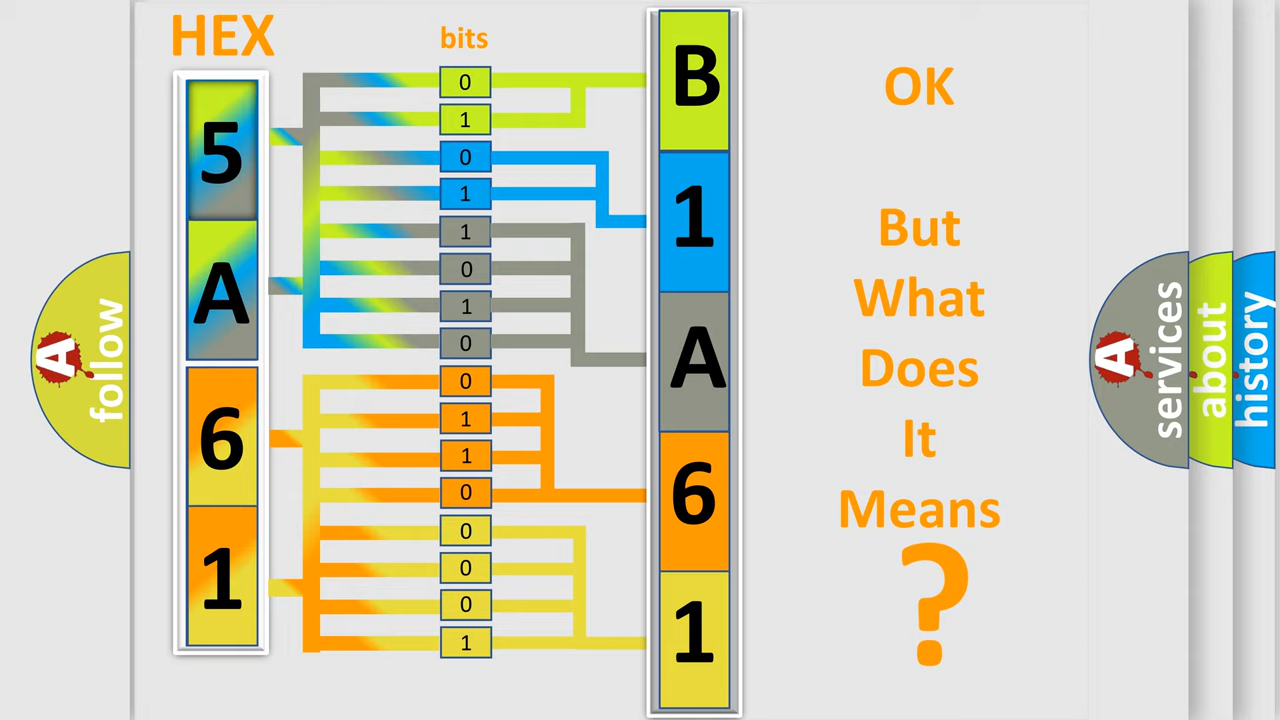 HEX
bits
5
A
6
1
0
1
0
1
1
0
1
0
0
1
1
0
0
0
0
1
B
1
A
6
1
OK
But
What
Does
It
Means
?
A
follow
A
services
about
history